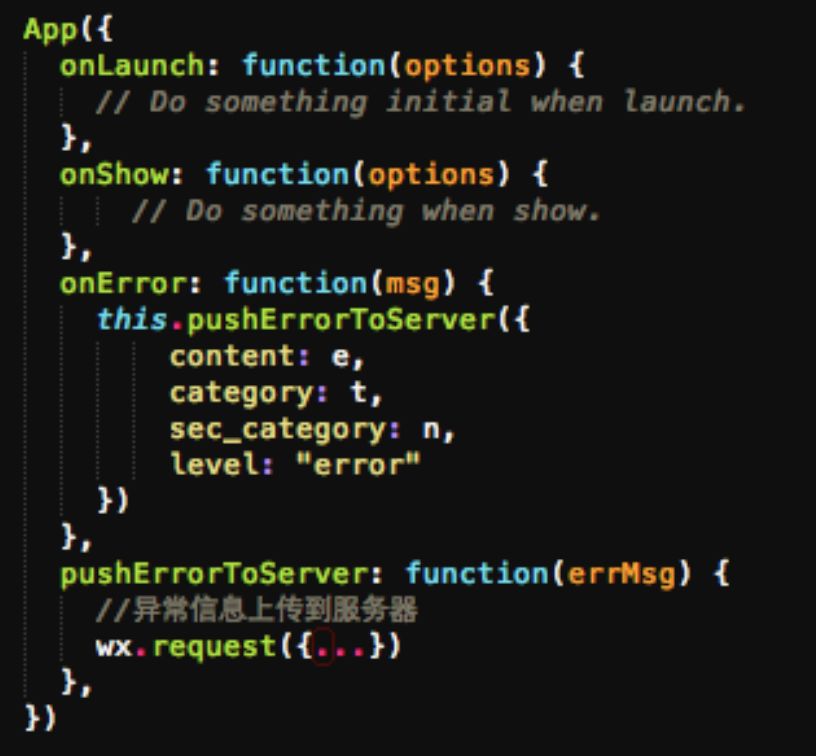 App({
  onLaunch: function(options) {
    // Do something initial when launch.
  },
  onShow: function(options) {
      // Do something when show.
  },
  onError: function(msg) {
    this.pushErrorToServer({
        content: e,
        category: t,
        sec_category: n,
        level: "error"
    })
  },
  pushErrorToServer: function(errMsg) {
    //异常信息上传到服务器
    wx.request({...})
  },
})